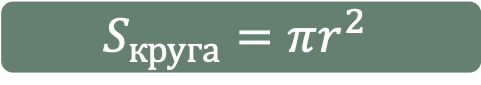 Sкруга = πr²